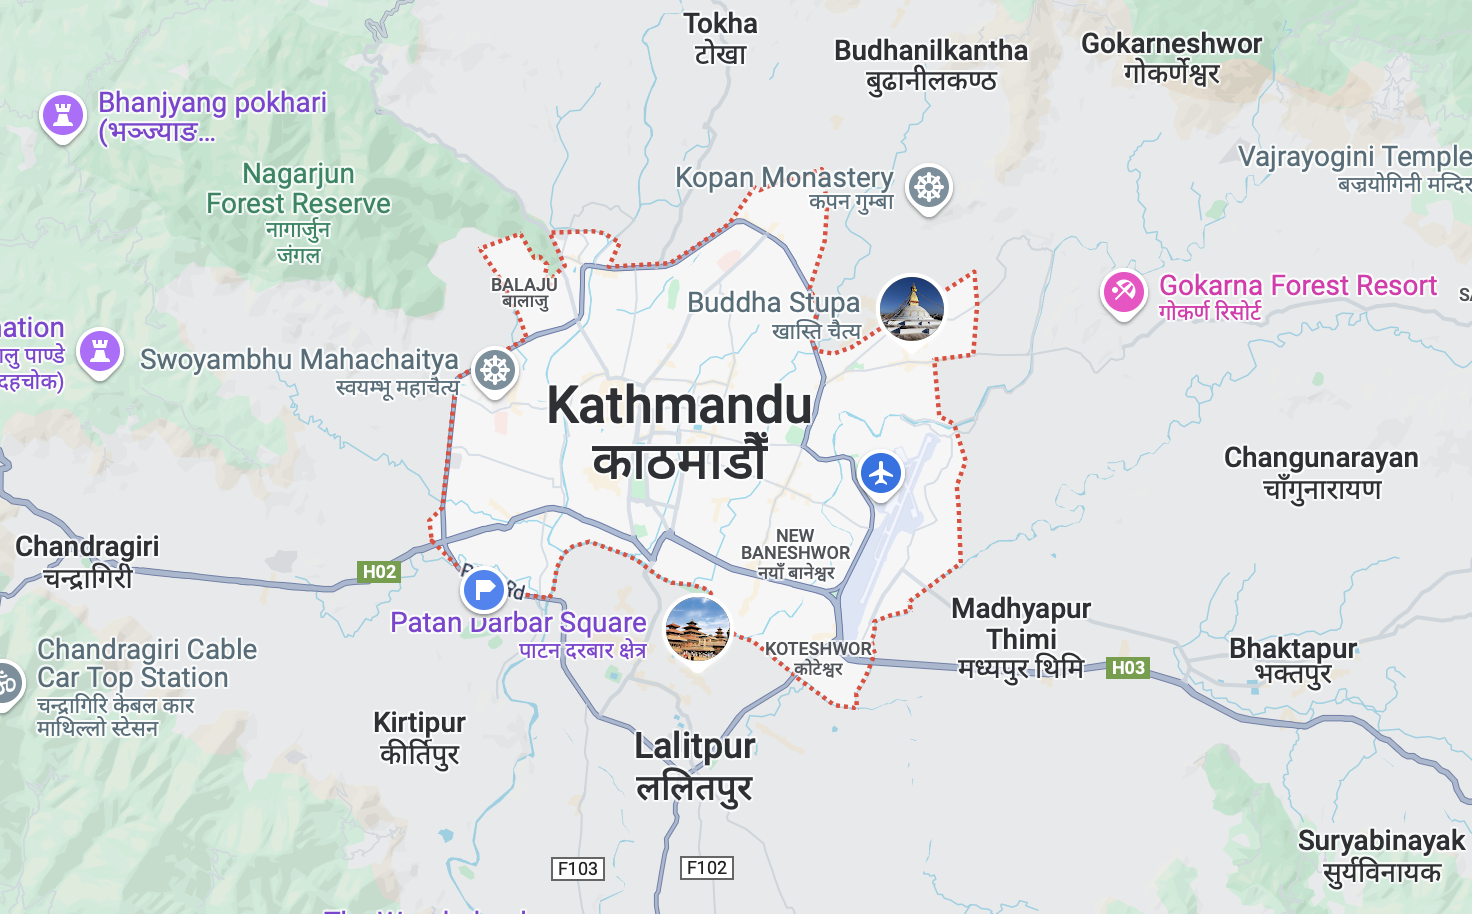 Tokha
टोखा
Budhanilkantha
बुढानीलकण्ठ
Gokarneshwor
गोकर्णेश्वर
Bhanjyang pokhari
(भञ्ज्याङ...
Nagarjun
Forest Reserve
नागार्जुन
जंगल
Kopan Monastery
कपन गुम्बा
Vajrayogini Temple
बज्रयोगिनी मन्दिर
BALAJU
बालाजु
Buddha Stupa
खास्ति चैत्य
Gokarna Forest Resort
गोकर्ण रिसोर्ट
SA
nation
लु पाण्डे
दहचोक)
Swoyambhu Mahachaitya
स्वयम्भू महाचैत्य
Kathmandu
काठमाडौँ
Changunarayan
चाँगुनारायण
Chandragiri
चन्द्रागिरी
H02
NEW
BANESHWOR
नयाँ बानेश्वर
Rd
Patan Darbar Square
पाटन दरबार क्षेत्र
KOTESHWOR
कोटेश्वर
Madhyapur
Thimi
मध्यपुर थिमि
H03
Bhaktapur
भक्तपुर
Chandragiri Cable
Car Top Station
चन्द्रागिरि केबल कार
माथिल्लो स्टेसन
Kirtipur
कीर्तिपुर
Lalitpur
ललितपुर
Suryabinayak
सुर्यविनायक
F103
F102